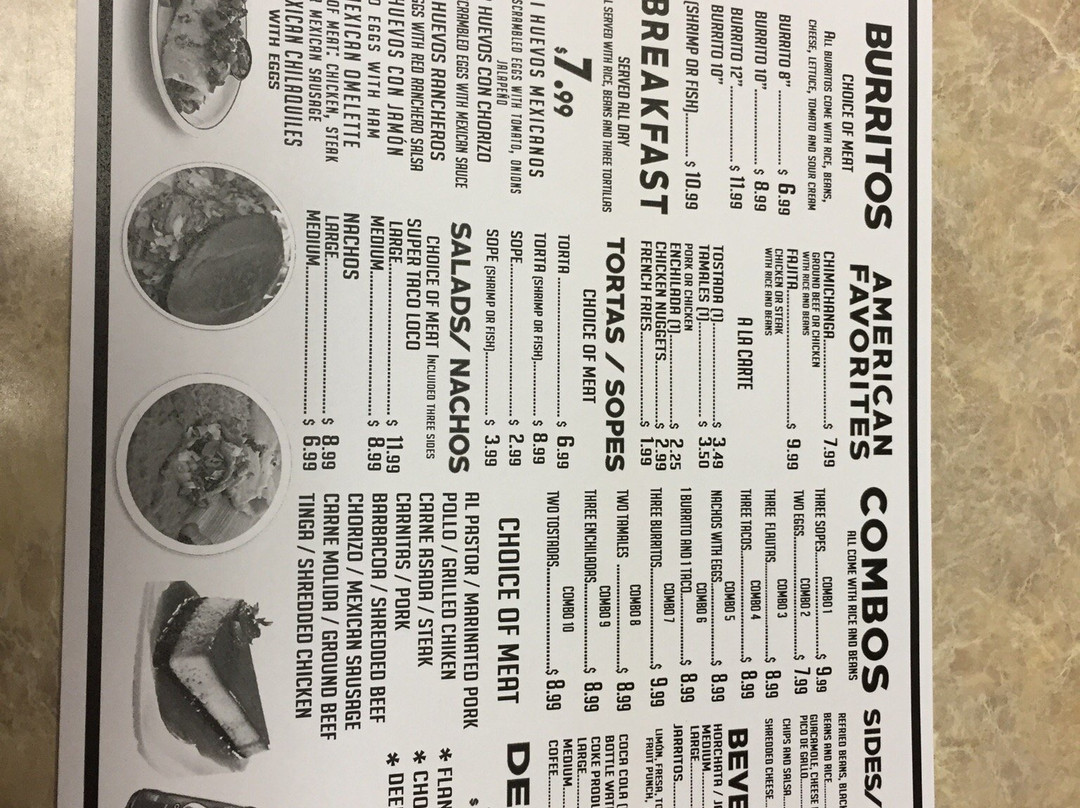 BURRITOS
CHOICE OF MEAT
ALL BURRITOS COME WITH RICE, BEANS,
CHEESE, LETTUCE, TOMATO AND SOUR CREAM
BURRITO 8" $ 6.99
BURRITO 10" $ 8.99
BURRITO 12" $ 11.99
BURRITO 10"
(SHRIMP OR FISH) $ 10.99
BREAKFAST
SERVED ALL DAY
SERVED WITH RICE, BEANS AND THREE TORTILLAS
$ 7.99
HUEVOS MEXICANOS
SCRAMBLED EGGS WITH TOMATO, ONIONS
JALAPEÑO
HUEVOS CON CHORIZO
SCRAMBLED EGGS WITH MEXICAN SAUCE
HUEVOS RANCHEROS
EGGS WITH RED RANCHERO SALSA
HUEVOS CON JAMÓN
EGGS WITH HAM
MEXICAN OMELETTE
OF MEAT: CHICKEN, STEAK
MEXICAN SAUSAGE
MEXICAN CHILAQUILES
WITH EGGS
AMERICAN
FAVORITES
CHIMICHANGA $ 7.99
GROUND BEEF OR CHICKEN
WITH RICE AND BEANS
FAJITA $ 9.99
CHICKEN OR STEAK
WITH RICE AND BEANS
A LA CARTE
TOSTADA (1) $ 3.49
TAMALES (1) $ 3.50
PORK OR CHICKEN
ENCHILADA (1) $ 2.25
CHICKEN NUGGETS $ 2.99
FRENCH FRIES $ 1.99
TORTAS / SOPES
CHOICE OF MEAT
TORTA $ 6.99
TORTA (SHRIMP OR FISH) $ 8.99
SOPE $ 2.99
SOPE (SHRIMP OR FISH) $ 3.99
SALADS/ NACHOS
CHOICE OF MEAT INCLUDED THREE SIDES
SUPER TACO LOCO
LARGE $ 11.99
MEDIUM $ 8.99
NACHOS
LARGE $ 8.99
MEDIUM $ 6.99
COMBOS
ALL COME WITH RICE AND BEANS
COMBO 1
THREE SOPES $ 9.99
COMBO 2
TWO EGGS $ 7.99
COMBO 3
THREE FLAUTAS $ 8.99
COMBO 4
THREE TACOS $ 8.99
COMBO 5
NACHOS WITH EGGS $ 8.99
COMBO 6
1 BURRITO AND 1 TACO $ 8.99
COMBO 7
THREE BURRITOS $ 9.99
COMBO 8
TWO TAMALES $ 8.99
COMBO 9
THREE ENCHILADAS $ 8.99
COMBO 10
TWO TOSTADAS $ 8.99
CHOICE OF MEAT
AL PASTOR / MARINATED PORK
POLLO / GRILLED CHIKEN
CARNE ASADA / STEAK
CARNITAS / PORK
BARBACOA / SHREDDED BEEF
CHORIZO / MEXICAN SAUSAGE
CARNE MOLIDA / GROUND BEEF
TINGA / SHREDDED CHICKEN
SIDES/
REFRIED BEANS, BLACK
BEANS AND RICE
GUACAMOLE, CHEESE
PICO DE GALLO
CHIPS AND SALSA
SHREDDED CHEESE
BEVE
HORCHATA / J
MEDIUM
LARGE
JARRITOS
LIMÓN, FRESA, TO
FRUIT PUNCH,
COCA COLA
BOTTLE WAT
COKE PRODU
LARGE
MEDIUM
COFEE
DE
$
* FLAN
* CHO
* DEE